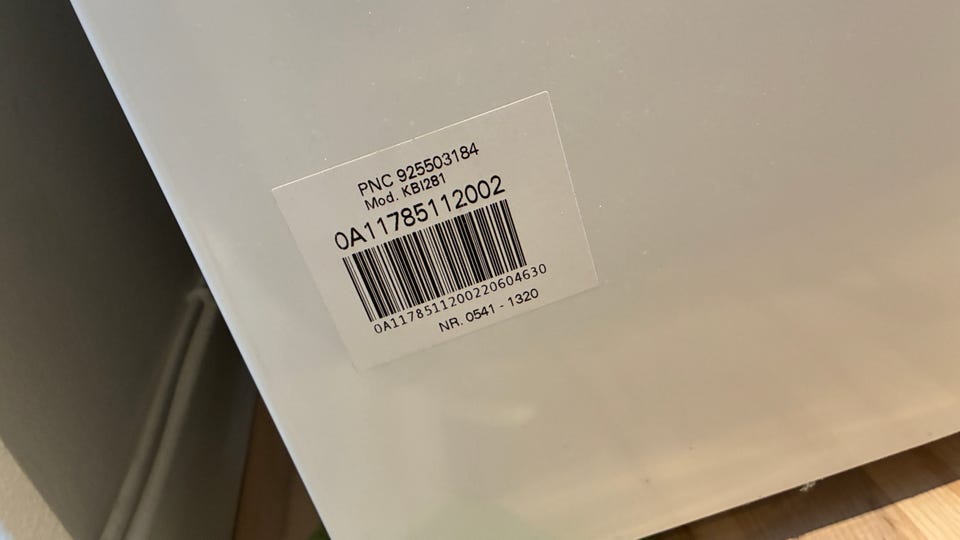 PNC 925503184
Mod. KBI281
0A11785112002
0A1178511200220604630
NR. 0541 - 1320